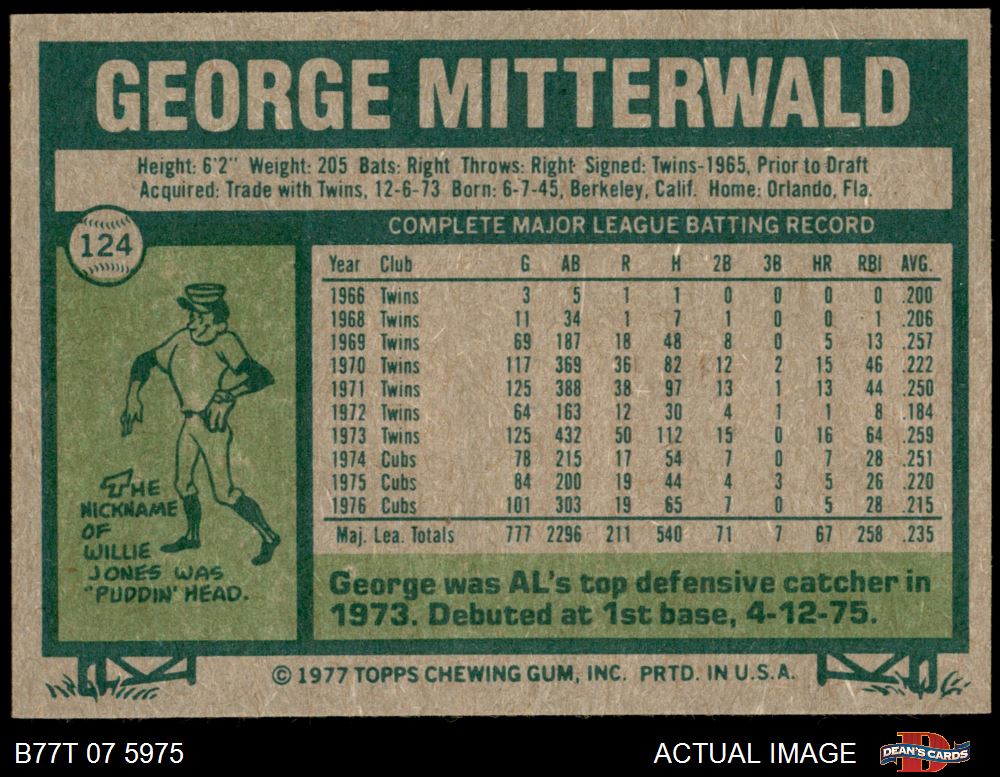 GEORGE MITTERWALD
Height: 6'2" Weight: 205 Bats: Right Throws: Right Signed: Twins-1965, Prior to Draft
Acquired: Trade with Twins, 12-6-73 Born: 6-7-45, Berkeley, Calif. Home: Orlando, Fla.
124
COMPLETE MAJOR LEAGUE BATTING RECORD
Year Club G AB R H 2B 3B HR RBI AVG.
1966 Twins 3 5 1 1 0 0 0 0 .200
1968 Twins 11 34 1 7 1 0 0 1 .206
1969 Twins 69 187 18 48 8 0 5 13 .257
1970 Twins 117 369 36 82 12 2 15 46 .222
1971 Twins 125 388 38 97 13 1 13 44 .250
1972 Twins 64 163 12 30 4 1 1 8 .184
1973 Twins 125 432 50 112 15 0 16 64 .259
1974 Cubs 78 215 17 54 7 0 7 28 .251
1975 Cubs 84 200 19 44 4 3 5 26 .220
1976 Cubs 101 303 19 65 7 0 5 28 .215
Maj. Lea. Totals 777 2296 211 540 71 7 67 258 .235
THE
NICKNAME
OF
WILLIE
JONES WAS
"PUDDIN' HEAD.
George was AL's top defensive catcher in
1973. Debuted at 1st base, 4-12-75.
© 1977 TOPPS CHEWING GUM, INC. PRTD. IN U.S.A.
B77T 07 5975
ACTUAL IMAGE
D
DEAN'S CARDS